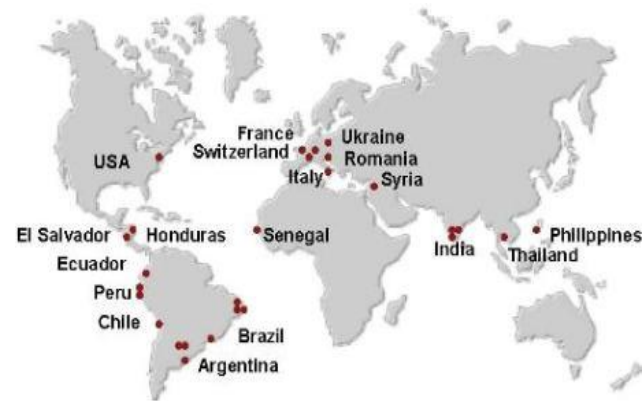 France
Ukraine
Switzerland
Romania
USA
Italy
Syria
El Salvador
Honduras
Senegal
India
Philippines
Thailand
Ecuador
Peru
Chile
Brazil
Argentina